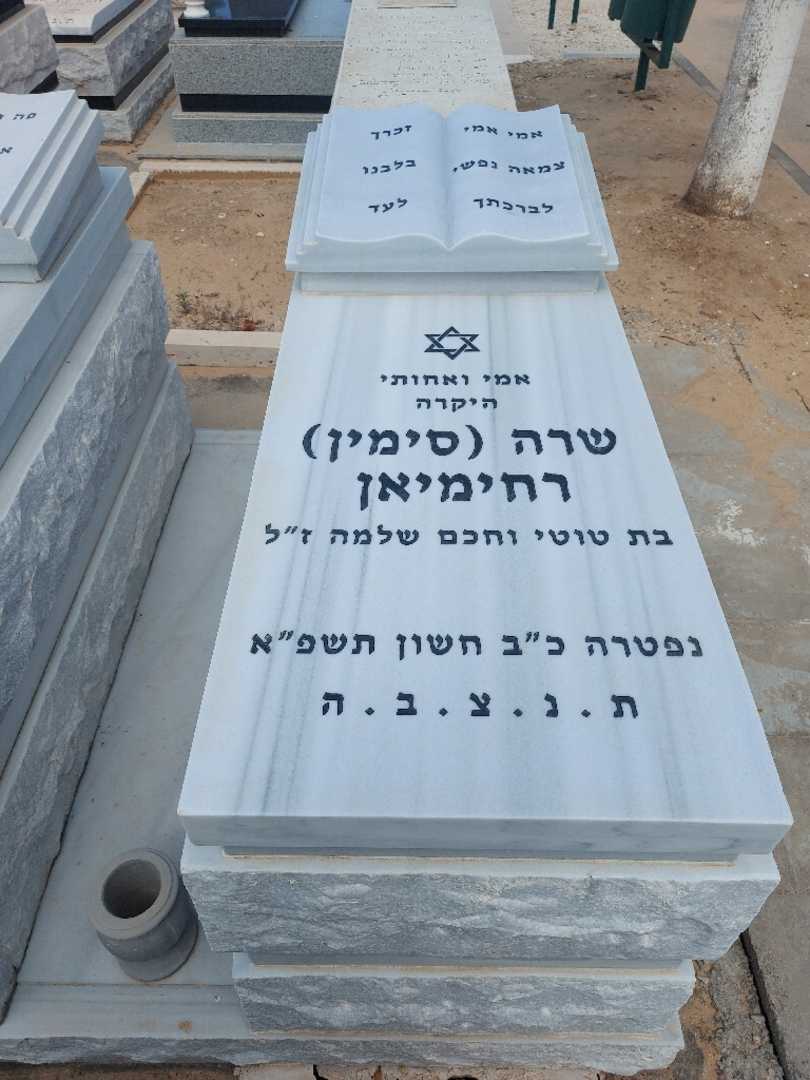 אמי אמי
צמאה נפשי
לברכתך
זכרך
בלבנו
לעד
אמי ואחותי
היקרה
שרה (סימין)
רחימיאן
בת טוטי וחכם שלמה ז"ל
נפטרה כ"ב חשון תשפ"א
ת.נ.צ.ב.ה